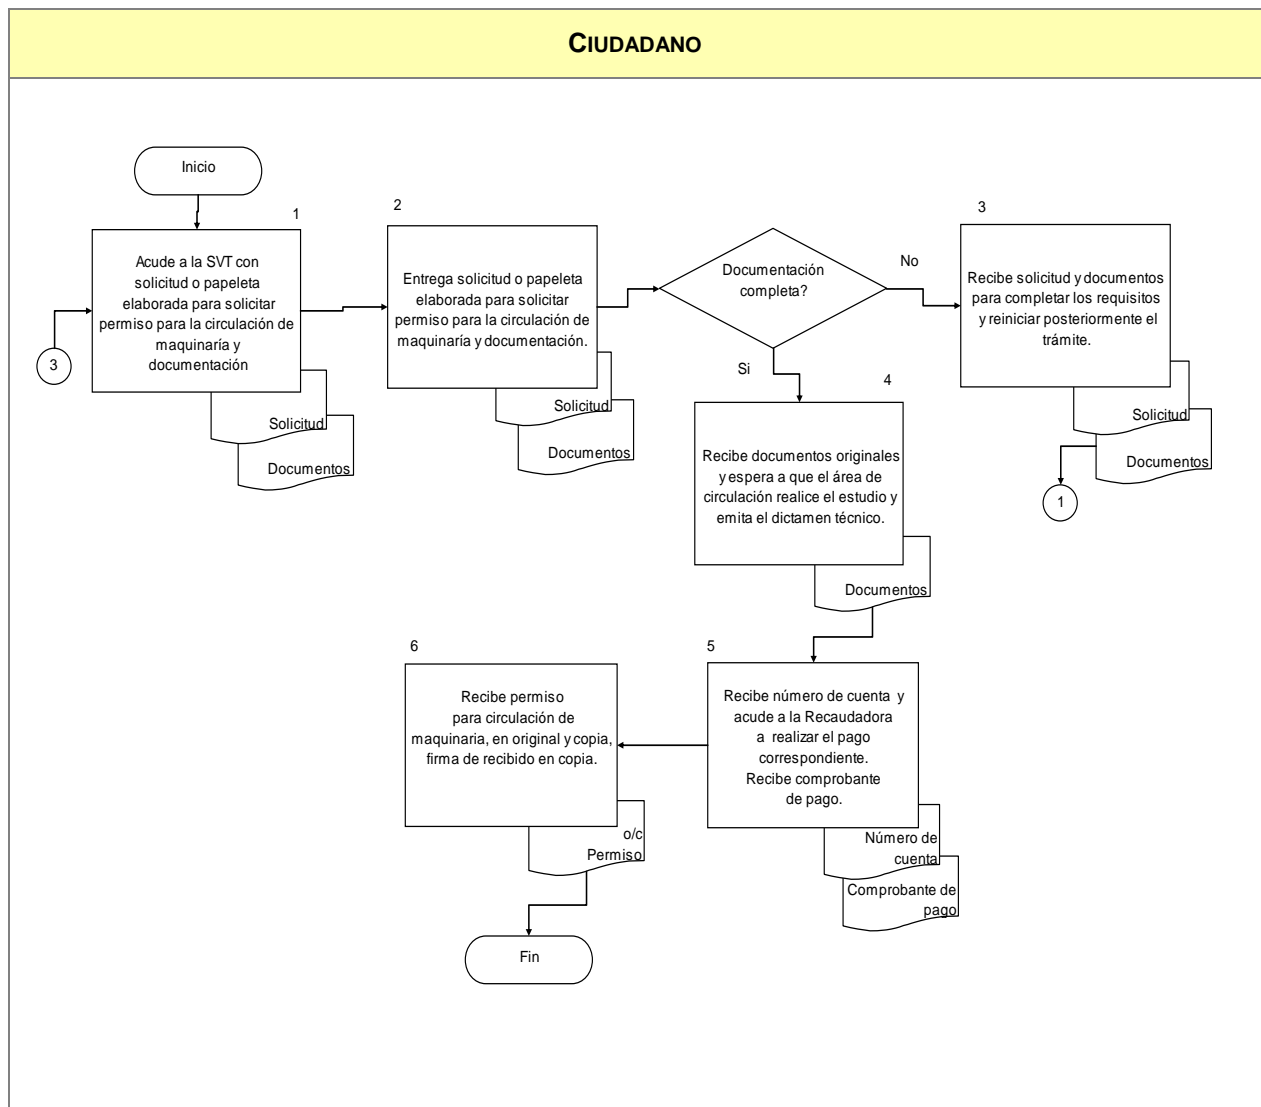 CIUDADANO
Inicio
1
Acude a la SVT con
solicitud o papeleta
elaborada para solicitar
permiso para la circulación de
maquinaría y
documentación
Solicitud
Documentos
3
2
Entrega solicitud o papeleta
elaborada para solicitar
permiso para la circulación de
maquinaría y documentación.
Solicitud
Documentos
Documentación
completa?
No
Si
3
Recibe solicitud y documentos
para completar los requisitos
y reiniciar posteriormente el
trámite.
Solicitud
Documentos
1
4
Recibe documentos originales
y espera a que el área de
circulación realice el estudio y
emita el dictamen técnico.
Documentos
5
Recibe número de cuenta y
acude a la Recaudadora
a realizar el pago
correspondiente.
Recibe comprobante
de pago.
Número de
cuenta
Comprobante de
pago
6
Recibe permiso
para circulación de
maquinaria, en original y copia,
firma de recibido en copia.
o/c
Permiso
Fin